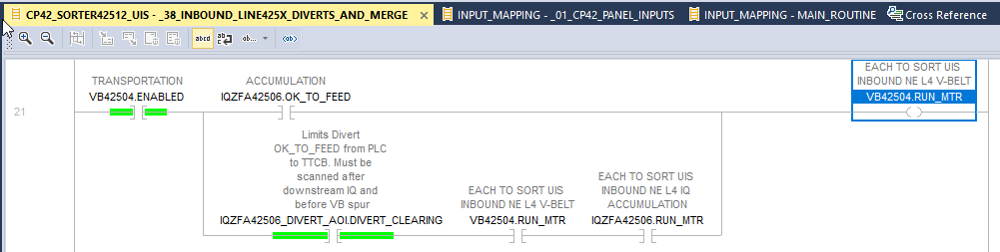 CP42_SORTER42512_UIS - _38_INBOUND_LINE425X_DIVERTS_AND_MERGE
INPUT_MAPPING - _01_CP42_PANEL_INPUTS
INPUT_MAPPING - MAIN_ROUTINE
Cross Reference
abcd
ab...
<ab>
21
TRANSPORTATION
VB42504.ENABLED
ACCUMULATION
IQZFA42506.OK_TO_FEED
EACH TO SORT UIS
INBOUND NE L4 V-BELT
VB42504.RUN_MTR
Limits Divert
OK_TO_FEED from PLC
to TTCB. Must be
scanned after
downstream IQ and
before VB spur
IQZFA42506_DIVERT_AOI.DIVERT_CLEARING
EACH TO SORT UIS
INBOUND NE L4 V-BELT
VB42504.RUN_MTR
EACH TO SORT UIS
INBOUND NE L4 IQ
ACCUMULATION
IQZFA42506.RUN_MTR